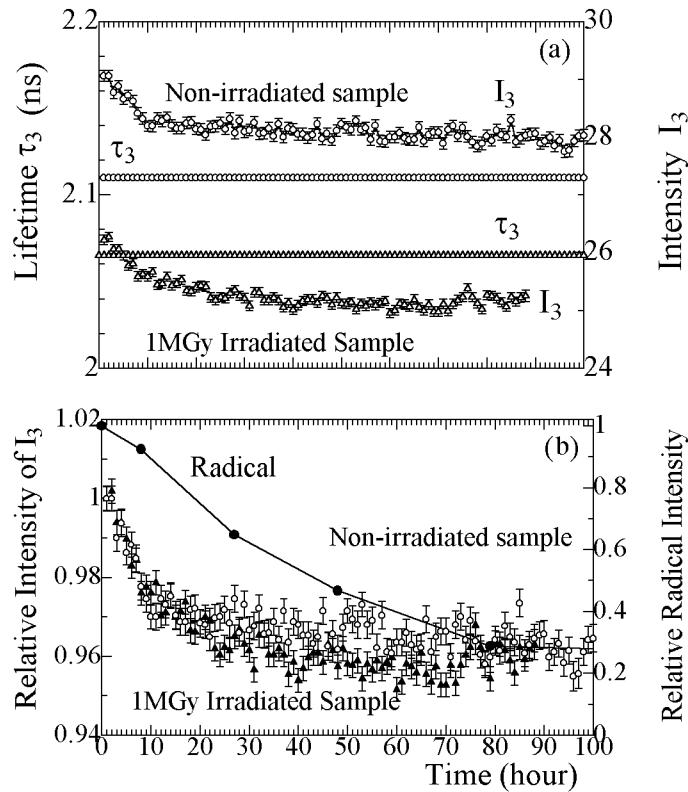 2.2
30
(a)
Non-irradiated sample
I3
28
τ3
2.1
τ3
26
I3
1MGy Irradiated Sample
2
24
Lifetime τ3 (ns)
Intensity I3
1.02
1
(b)
Radical
1
0.8
Non-irradiated sample
0.98
0.6
0.4
0.96
0.2
1MGy Irradiated Sample
0.94
0
0 10 20 30 40 50 60 70 80 90 100
Time (hour)
Relative Intensity of I3
Relative Radical Intensity